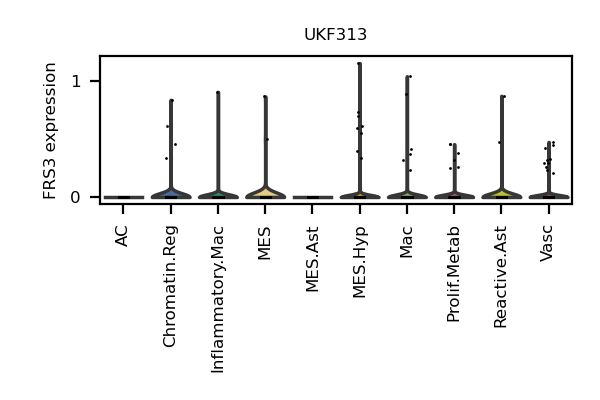 UKF313
FRS3 expression
1
0
AC
Chromatin.Reg
Inflammatory.Mac
MES
MES.Ast
MES.Hyp
Mac
Prolif.Metab
Reactive.Ast
Vasc